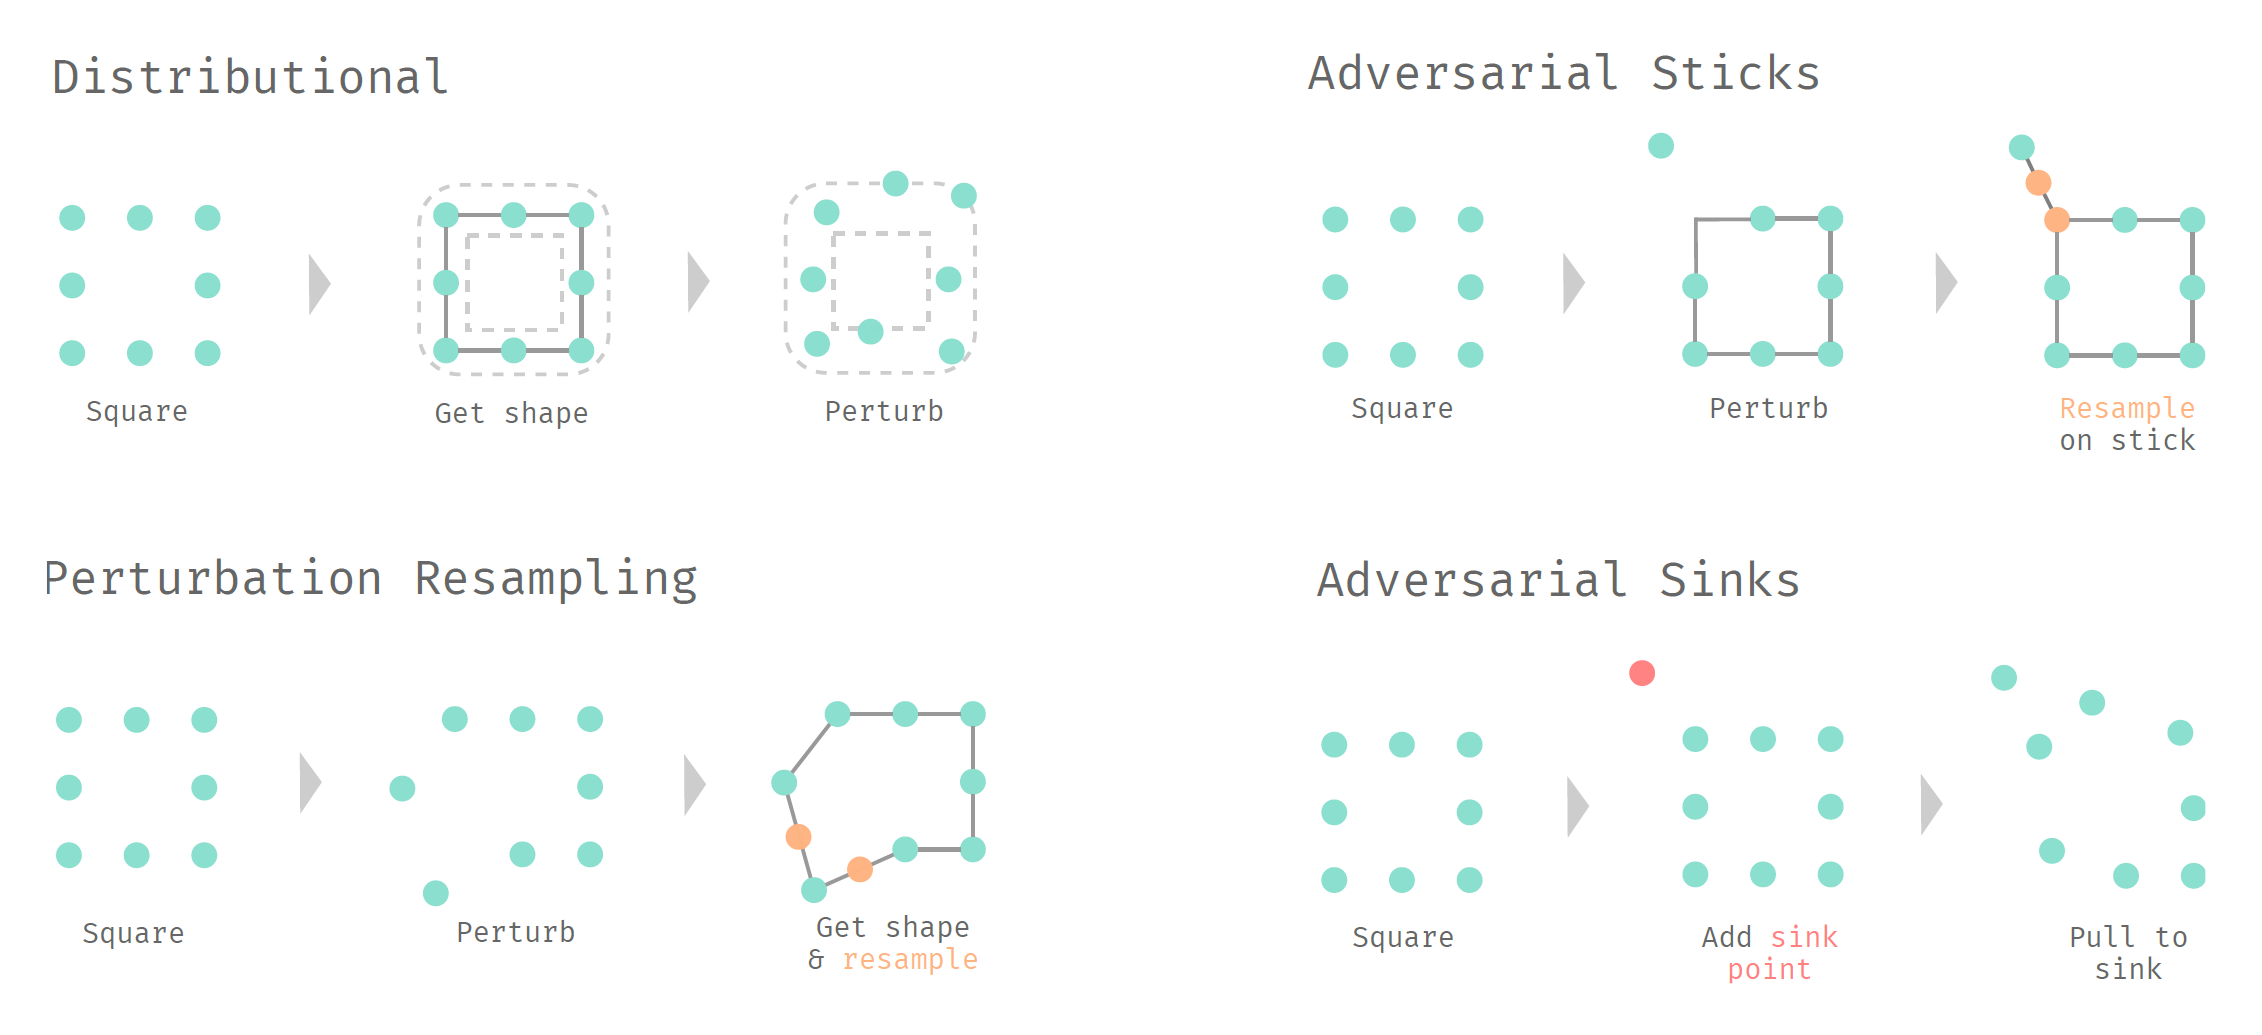 Distributional
Square
Get shape
Perturb
Adversarial Sticks
Square
Perturb
Resample
on stick
Perturbation Resampling
Square
Perturb
Get shape
& resample
Adversarial Sinks
Square
Add sink
point
Pull to
sink